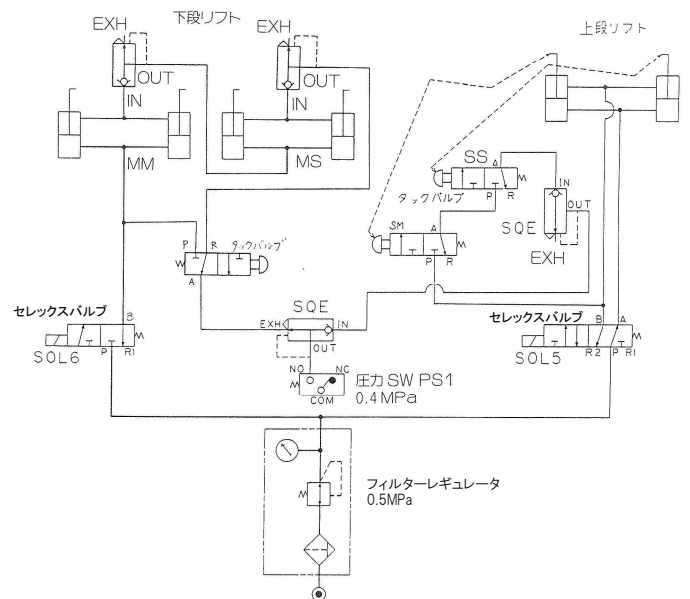 下段リフト
上段リフト
EXH
EXH
OUT
OUT
IN
IN
MM
MS
SS
A
P R
タックバルブ
IN
OUT
SQE
EXH
SM
A
P R
P R
タックバルブ
A
セレックスバルブ
B
SOL6
P R1
SQE
EXH
IN
OUT
セレックスバルブ
B A
SOL5
R2 P R1
NO NC
COM
圧力 SW PS1
0.4MPa
フィルターレギュレータ
0.5MPa